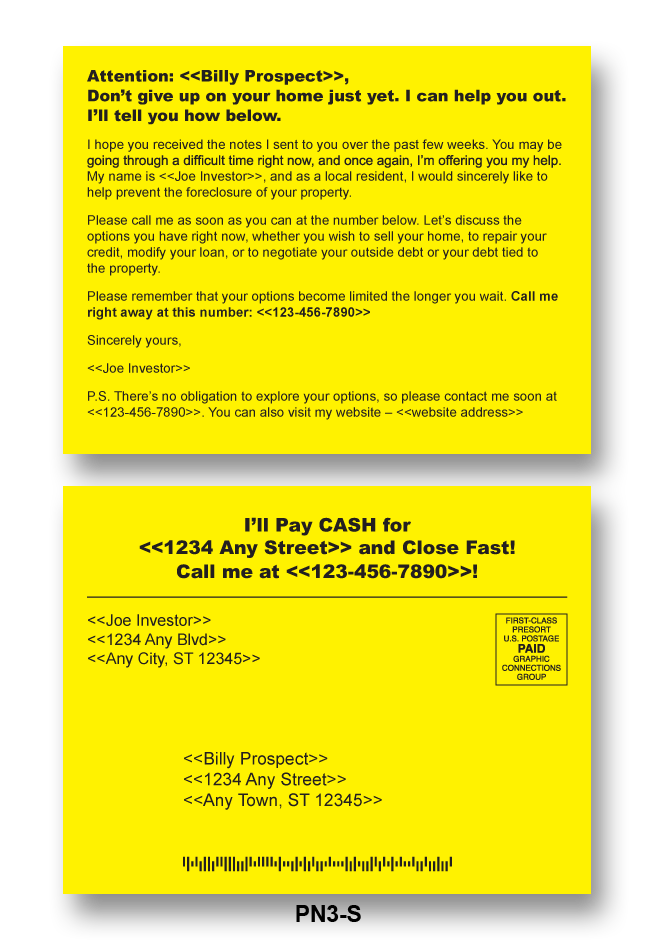 Attention: <<Billy Prospect>>,
Don't give up on your home just yet. I can help you out.
I'll tell you how below.
I hope you received the notes I sent to you over the past few weeks. You may be
going through a difficult time right now, and once again, I'm offering you my help.
My name is <<Joe Investor>>, and as a local resident, I would sincerely like to
help prevent the foreclosure of your property.
Please call me as soon as you can at the number below. Let's discuss the
options you have right now, whether you wish to sell your home, to repair your
credit, modify your loan, or to negotiate your outside debt or your debt tied to
the property.
Please remember that your options become limited the longer you wait. Call me
right away at this number: <<123-456-7890>>
Sincerely yours,
<<Joe Investor>>
P.S. There's no obligation to explore your options, so please contact me soon at
<<123-456-7890>>. You can also visit my website – <<website address>>
I'll Pay CASH for
<<1234 Any Street>> and Close Fast!
Call me at <<123-456-7890>>!
<<Joe Investor>>
<<1234 Any Blvd>>
<<Any City, ST 12345>>
FIRST-CLASS
PRESORT
U.S. POSTAGE
PAID
GRAPHIC
CONNECTIONS
GROUP
<<Billy Prospect>>
<<1234 Any Street>>
<<Any Town, ST 12345>>
PN3-S